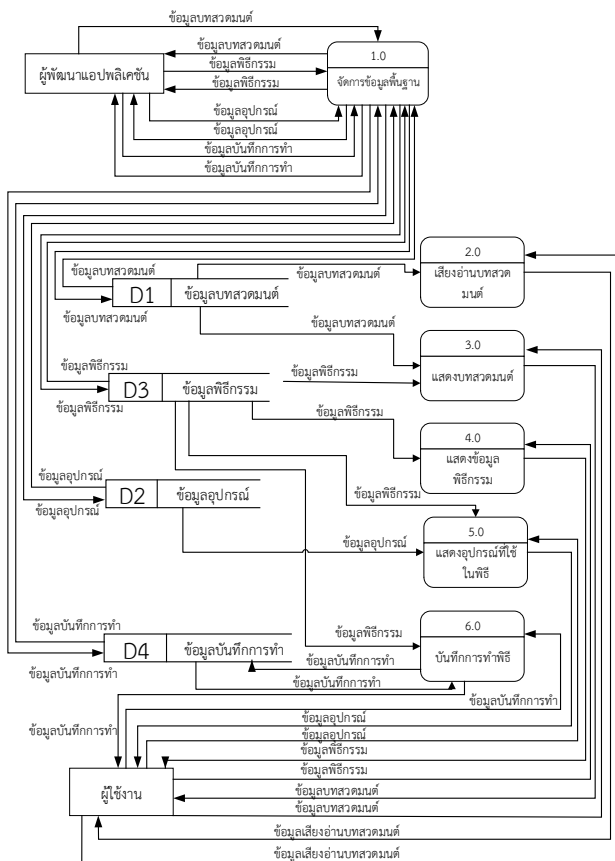 ข้อมูลบทสวดมนต์
ข้อมูลบทสวดมนต์
ข้อมูลพิธีกรรม
ข้อมูลพิธีกรรม
ข้อมูลอุปกรณ์
ข้อมูลอุปกรณ์
ข้อมูลบันทึกการทำ
ข้อมูลบันทึกการทำ
ผู้พัฒนาแอปพลิเคชัน
1.0
จัดการข้อมูลพื้นฐาน
2.0
เสียงอ่านบทสวด
มนต์
ข้อมูลบทสวดมนต์
ข้อมูลบทสวดมนต์
D1
ข้อมูลบทสวดมนต์
ข้อมูลบทสวดมนต์
ข้อมูลบทสวดมนต์
3.0
แสดงบทสวดมนต์
ข้อมูลพิธีกรรม
ข้อมูลพิธีกรรม
D3
ข้อมูลพิธีกรรม
ข้อมูลพิธีกรรม
ข้อมูลพิธีกรรม
4.0
แสดงข้อมูล
พิธีกรรม
ข้อมูลอุปกรณ์
D2
ข้อมูลอุปกรณ์
ข้อมูลพิธีกรรม
ข้อมูลอุปกรณ์
5.0
แสดงอุปกรณ์ที่ใช้
ในพิธี
ข้อมูลอุปกรณ์
6.0
บันทึกการทำพิธี
ข้อมูลบันทึกการทำ
D4
ข้อมูลบันทึกการทำ
ข้อมูลพิธีกรรม
ข้อมูลบันทึกการทำ
ข้อมูลบันทึกการทำ
ข้อมูลบันทึกการทำ
ข้อมูลบันทึกการทำ
ข้อมูลบันทึกการทำ
ข้อมูลอุปกรณ์
ข้อมูลอุปกรณ์
ข้อมูลพิธีกรรม
ข้อมูลพิธีกรรม
ผู้ใช้งาน
ข้อมูลบทสวดมนต์
ข้อมูลบทสวดมนต์
ข้อมูลเสียงอ่านบทสวดมนต์
ข้อมูลเสียงอ่านบทสวดมนต์